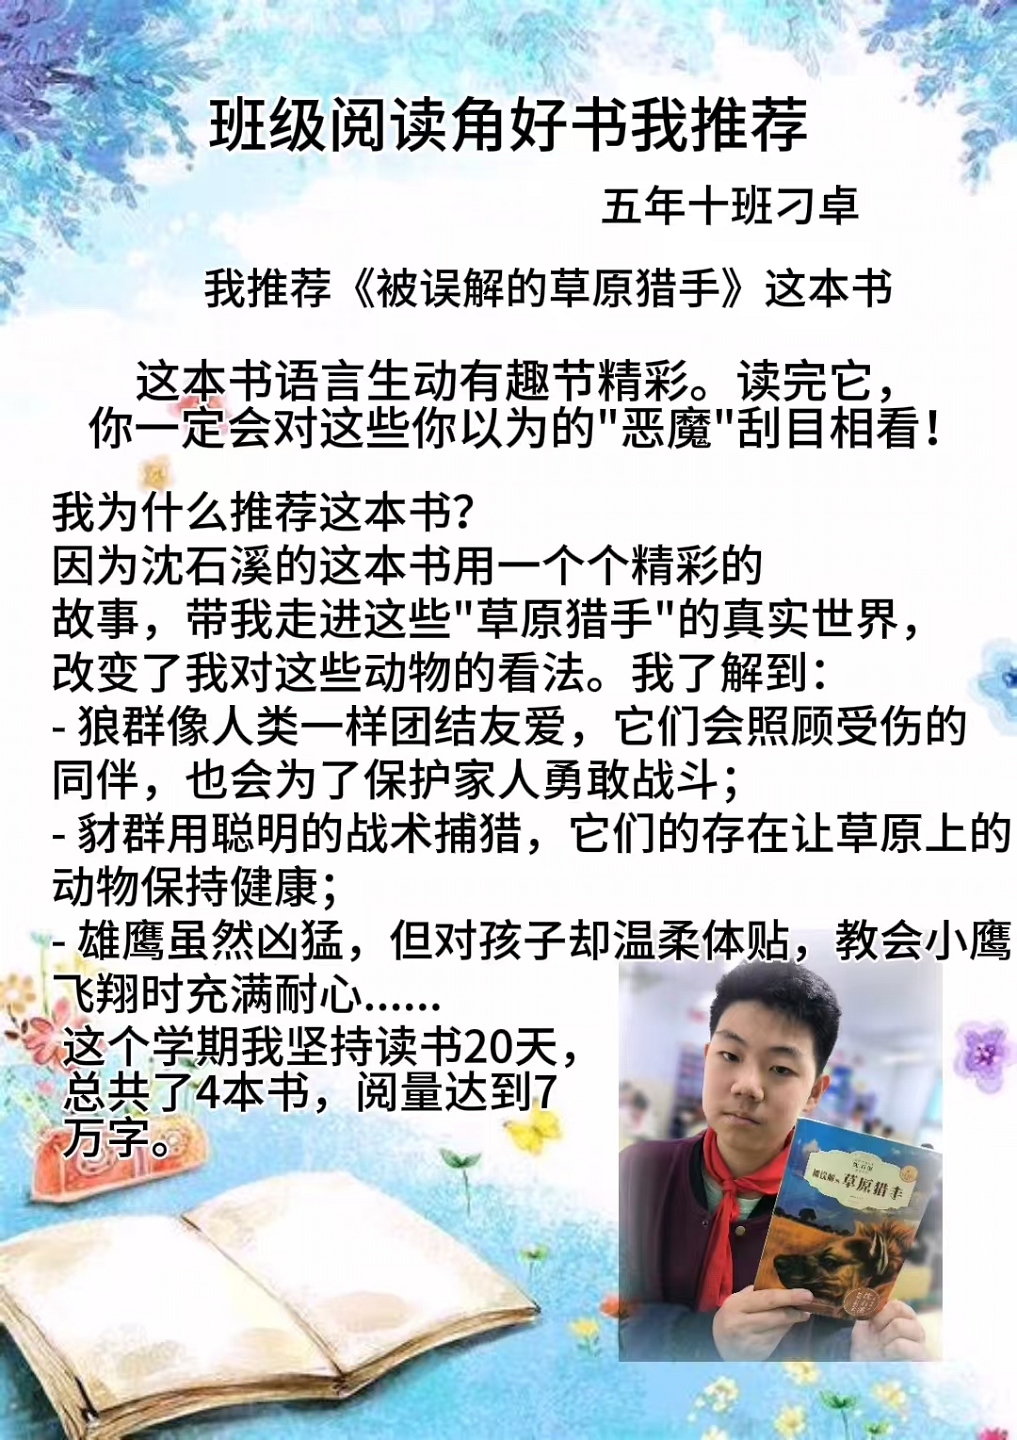 班级阅读角好书我推荐
五年十班刁卓
我推荐《被误解的草原猎手》这本书
这本书语言生动有趣节精彩。读完它，
你一定会对这些你以为的"恶魔"刮目相看！
我为什么推荐这本书？
因为沈石溪的这本书用一个个精彩的
故事，带我走进这些"草原猎手"的真实世界，
改变了我对这些动物的看法。我了解到：
- 狼群像人类一样团结友爱，它们会照顾受伤的
同伴，也会为了保护家人勇敢战斗；
- 豺群用聪明的战术捕猎，它们的存在让草原上的
动物保持健康；
- 雄鹰虽然凶猛，但对孩子却温柔体贴，教会小鹰
飞翔时充满耐心......
这个学期我坚持读书20天，
总共了4本书，阅量达到7
万字。
沈石溪
被误解的草原猎手